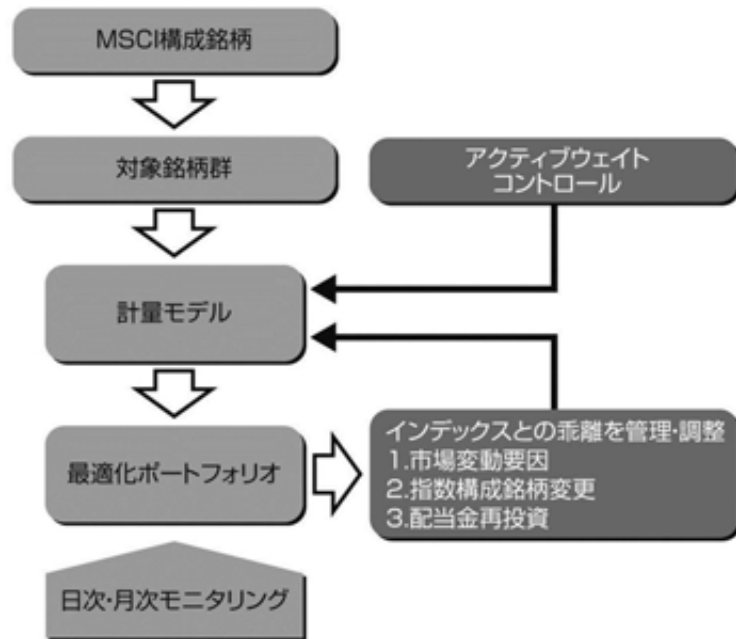 MSCI構成銘柄
対象銘柄群
アクティブウェイト
コントロール
計量モデル
最適化ポートフォリオ
インデックスとの乖離を管理・調整
1.市場変動要因
2.指数構成銘柄変更
3.配当金再投資
日次・月次モニタリング